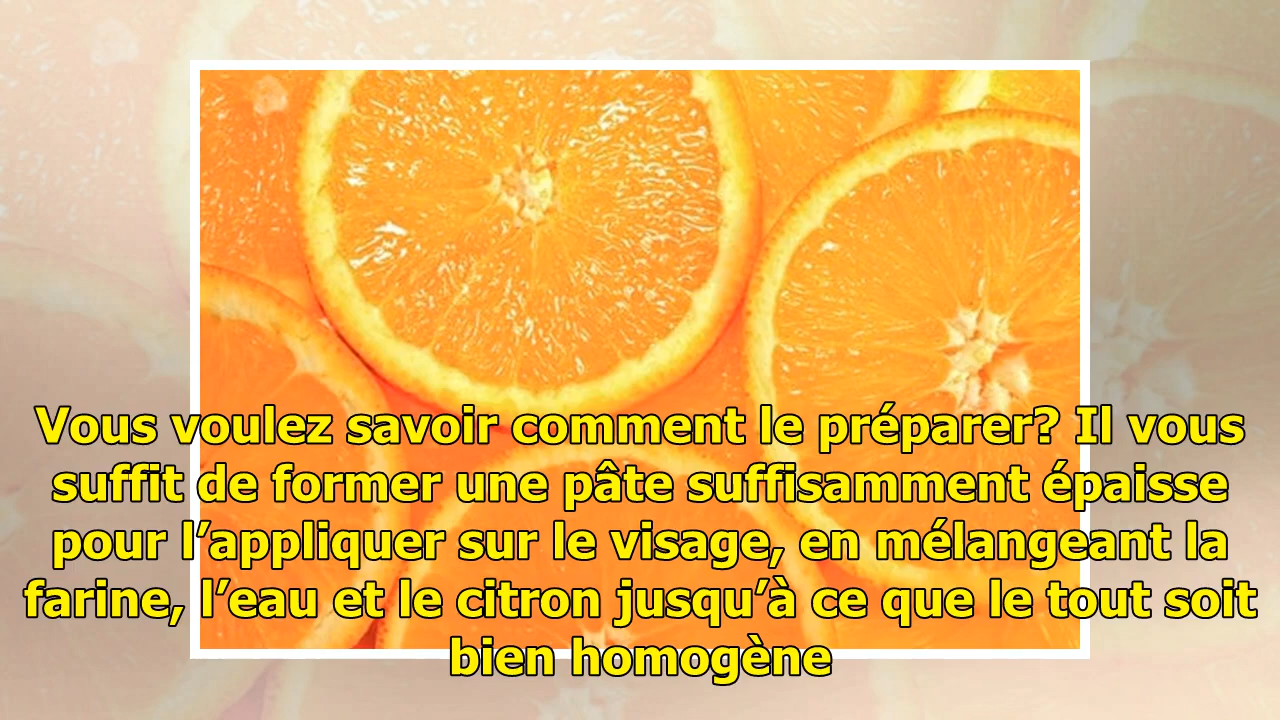 Vous voulez savoir comment le préparer? Il vous
suffit de former une pâte suffisamment épaisse
pour l’appliquer sur le visage, en mélangeant la
farine, l’eau et le citron jusqu’à ce que le tout soit
bien homogène